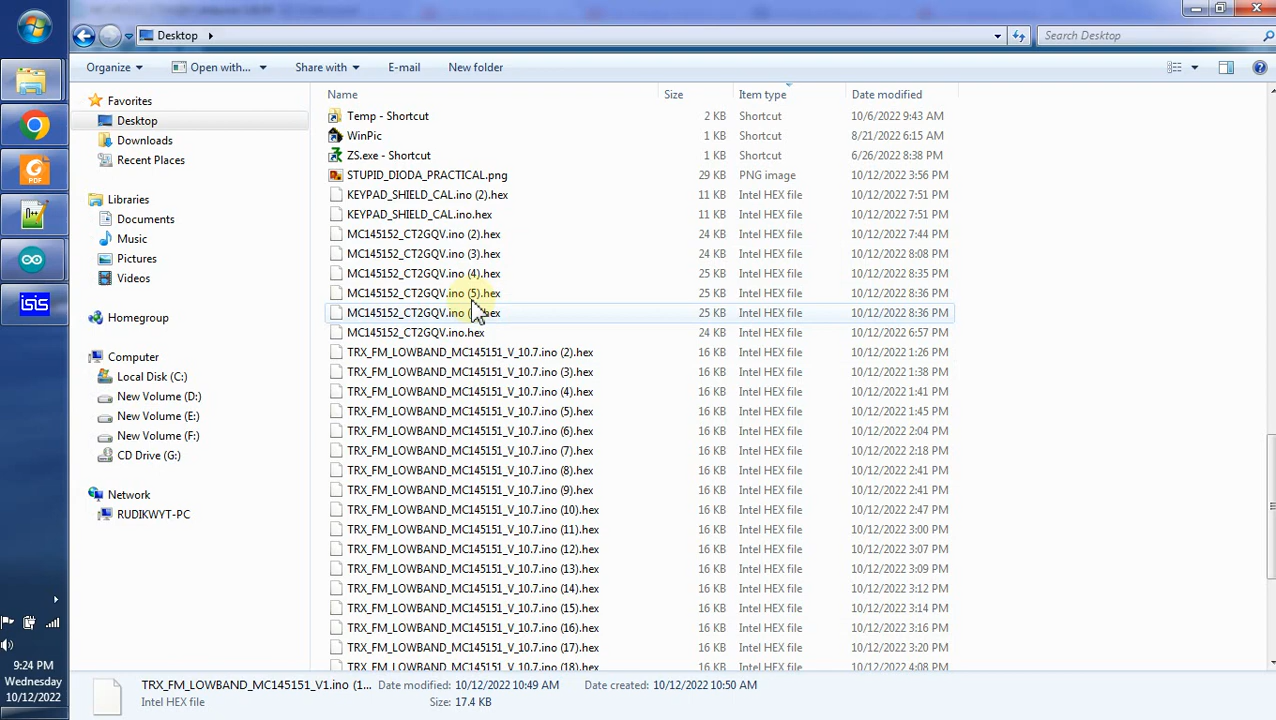 Desktop
Search Desktop
Organize Open with... Share with E-mail New folder
Favorites
Desktop
Downloads
Recent Places
Libraries
Documents
Music
Pictures
Videos
Homegroup
Computer
Local Disk (C:)
New Volume (D:)
New Volume (E:)
New Volume (F:)
CD Drive (G:)
Network
RUDIKWYT-PC
Name Size Item type Date modified
Temp - Shortcut 2 KB Shortcut 10/6/2022 9:43 AM
WinPic 1 KB Shortcut 8/21/2022 6:15 AM
ZS.exe - Shortcut 1 KB Shortcut 6/26/2022 8:38 PM
STUPID_DIODA_PRACTICAL.png 29 KB PNG image 10/12/2022 3:56 PM
KEYPAD_SHIELD_CAL.ino (2).hex 11 KB Intel HEX file 10/12/2022 7:51 PM
KEYPAD_SHIELD_CAL.ino.hex 11 KB Intel HEX file 10/12/2022 7:51 PM
MC145152_CT2GQV.ino (2).hex 24 KB Intel HEX file 10/12/2022 7:44 PM
MC145152_CT2GQV.ino (3).hex 24 KB Intel HEX file 10/12/2022 8:08 PM
MC145152_CT2GQV.ino (4).hex 25 KB Intel HEX file 10/12/2022 8:36 PM
MC145152_CT2GQV.ino (5).hex 25 KB Intel HEX file 10/12/2022 8:36 PM
MC145152_CT2GQV.ino hex 25 KB Intel HEX file 10/12/2022 8:36 PM
MC145152_CT2GQV.ino.hex 24 KB Intel HEX file 10/12/2022 6:57 PM
TRX_FM_LOWBAND_MC145151_V_10.7.ino (2).hex 16 KB Intel HEX file 10/12/2022 1:26 PM
TRX_FM_LOWBAND_MC145151_V_10.7.ino (3).hex 16 KB Intel HEX file 10/12/2022 1:38 PM
TRX_FM_LOWBAND_MC145151_V_10.7.ino (4).hex 16 KB Intel HEX file 10/12/2022 1:41 PM
TRX_FM_LOWBAND_MC145151_V_10.7.ino (5).hex 16 KB Intel HEX file 10/12/2022 1:45 PM
TRX_FM_LOWBAND_MC145151_V_10.7.ino (6).hex 16 KB Intel HEX file 10/12/2022 2:04 PM
TRX_FM_LOWBAND_MC145151_V_10.7.ino (7).hex 16 KB Intel HEX file 10/12/2022 2:18 PM
TRX_FM_LOWBAND_MC145151_V_10.7.ino (8).hex 16 KB Intel HEX file 10/12/2022 2:41 PM
TRX_FM_LOWBAND_MC145151_V_10.7.ino (9).hex 16 KB Intel HEX file 10/12/2022 2:41 PM
TRX_FM_LOWBAND_MC145151_V_10.7.ino (10).hex 16 KB Intel HEX file 10/12/2022 2:47 PM
TRX_FM_LOWBAND_MC145151_V_10.7.ino (11).hex 16 KB Intel HEX file 10/12/2022 3:00 PM
TRX_FM_LOWBAND_MC145151_V_10.7.ino (12).hex 16 KB Intel HEX file 10/12/2022 3:07 PM
TRX_FM_LOWBAND_MC145151_V_10.7.ino (13).hex 16 KB Intel HEX file 10/12/2022 3:09 PM
TRX_FM_LOWBAND_MC145151_V_10.7.ino (14).hex 16 KB Intel HEX file 10/12/2022 3:12 PM
TRX_FM_LOWBAND_MC145151_V_10.7.ino (15).hex 16 KB Intel HEX file 10/12/2022 3:14 PM
TRX_FM_LOWBAND_MC145151_V_10.7.ino (16).hex 16 KB Intel HEX file 10/12/2022 3:16 PM
TRX_FM_LOWBAND_MC145151_V_10.7.ino (17).hex 16 KB Intel HEX file 10/12/2022 3:20 PM
TRX_FM_LOWBAND_MC145151_V_10.7.ino (18).hex 16 KB Intel HEX file 10/12/2022 4:08 PM
TRX_FM_LOWBAND_MC145151_V1.ino (1... Date modified: 10/12/2022 10:49 AM Date created: 10/12/2022 10:50 AM
Intel HEX file Size: 17.4 KB
PDF
isis
9:24 PM
Wednesday
10/12/2022